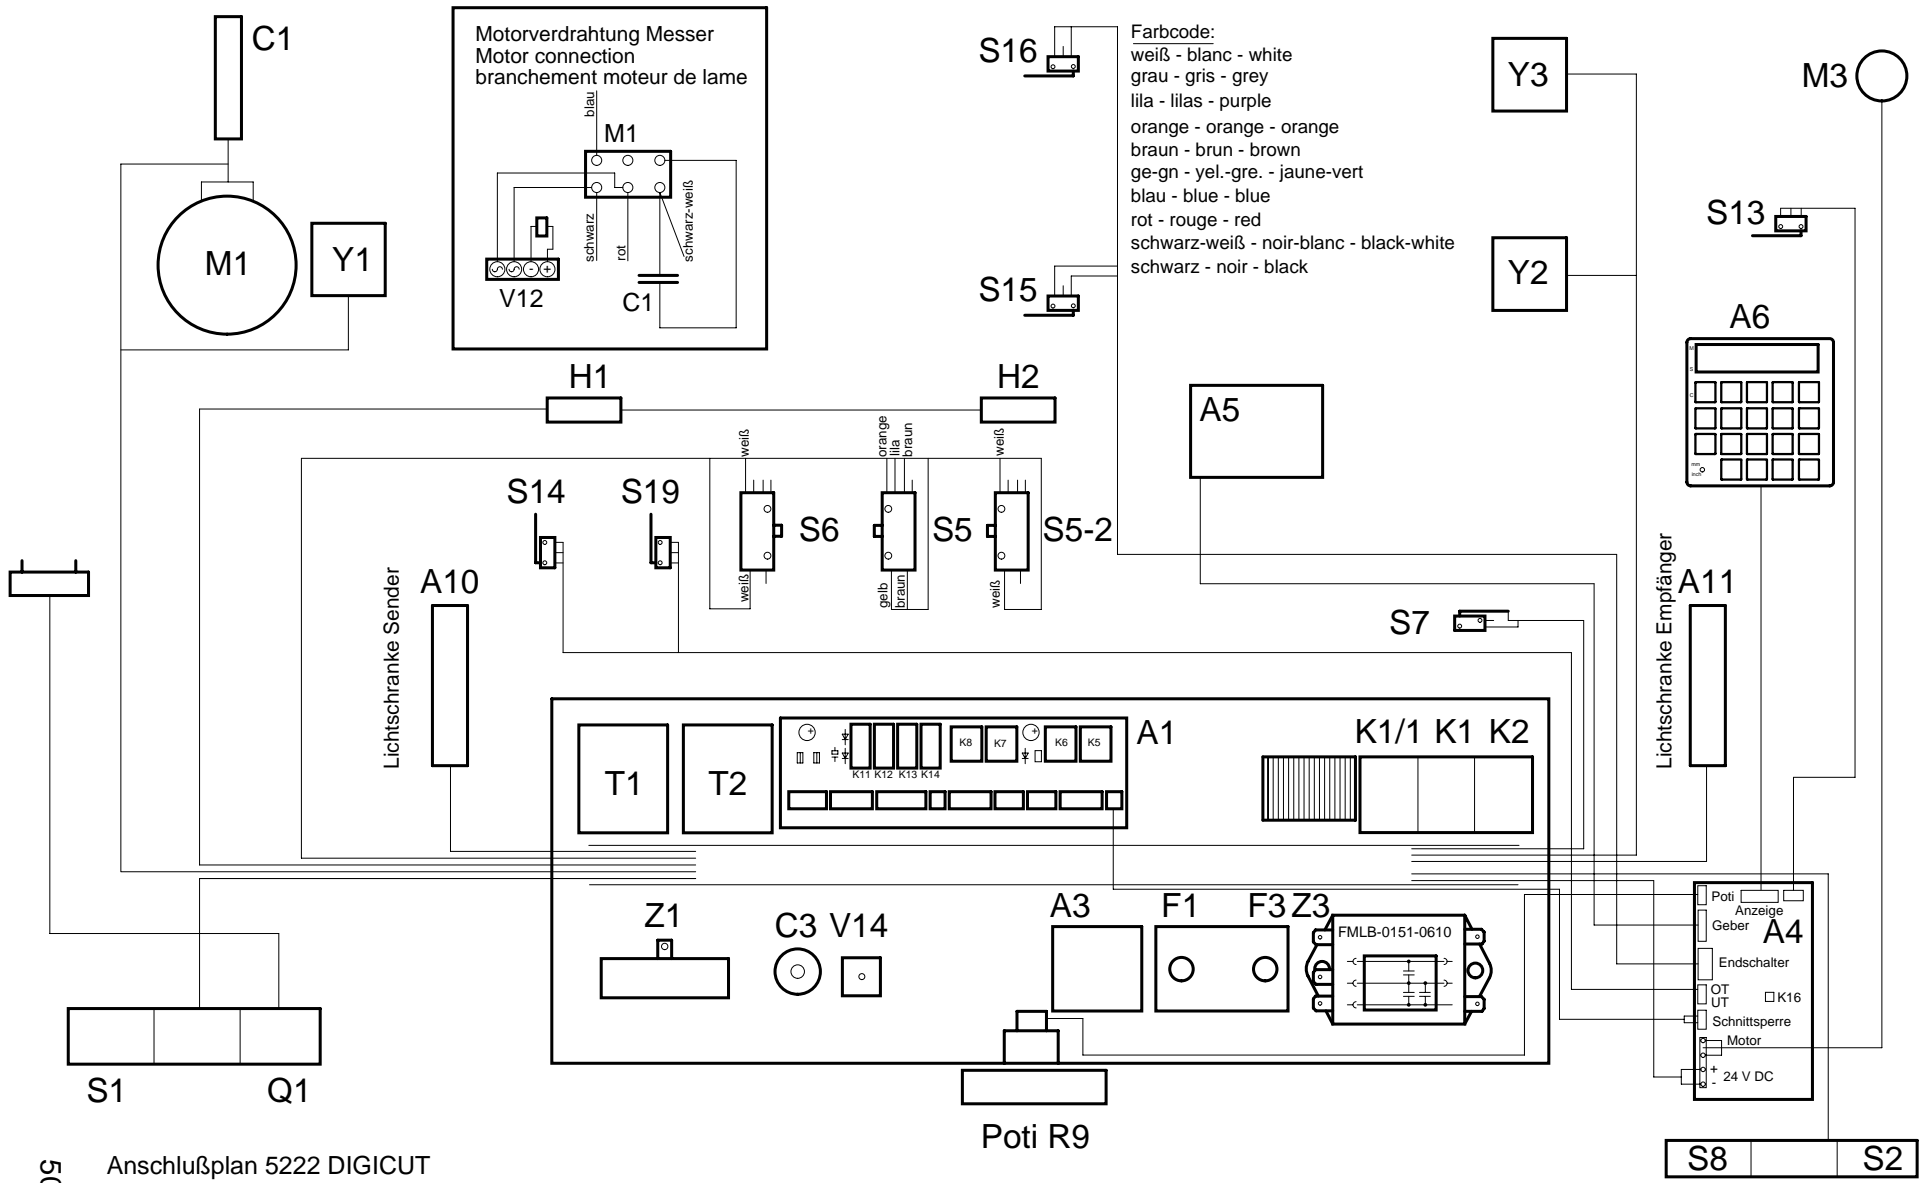 C1
M1
Y1
Motorverdrahtung Messer
Motor connection
branchement moteur de lame
blau
M1
schwarz
rot
schwarz-weiß
- +
V12
C1
S16
S15
Farbcode:
weiß - blanc - white
grau - gris - grey
lila - lilas - purple
orange - orange - orange
braun - brun - brown
ge-gn - yel.-gre. - jaune-vert
blau - blue - blue
rot - rouge - red
schwarz-weiß - noir-blanc - black-white
schwarz - noir - black
Y3
Y2
M3
S13
A6
M
S
C
mm
inch
H1
H2
A5
weiß
orange
lila
braun
weiß
S14
S19
S6
S5
S5-2
weiß
gelb
braun
weiß
Lichtschranke Sender
A10
S7
Lichtschranke Empfänger
A11
T1
T2
+
K11 K12 K13 K14
K8
K7
+
K6
K5
A1
K1/1 K1 K2
Z1
C3
V14
A3
F1
F3
Z3
FMLB-0151-0610
Poti
Anzeige
Geber
A4
Endschalter
OT
UT
K16
Schnittsperre
Motor
+
-
24 V DC
S1
Q1
Poti R9
S8
S2
50
Anschlußplan 5222 DIGICUT